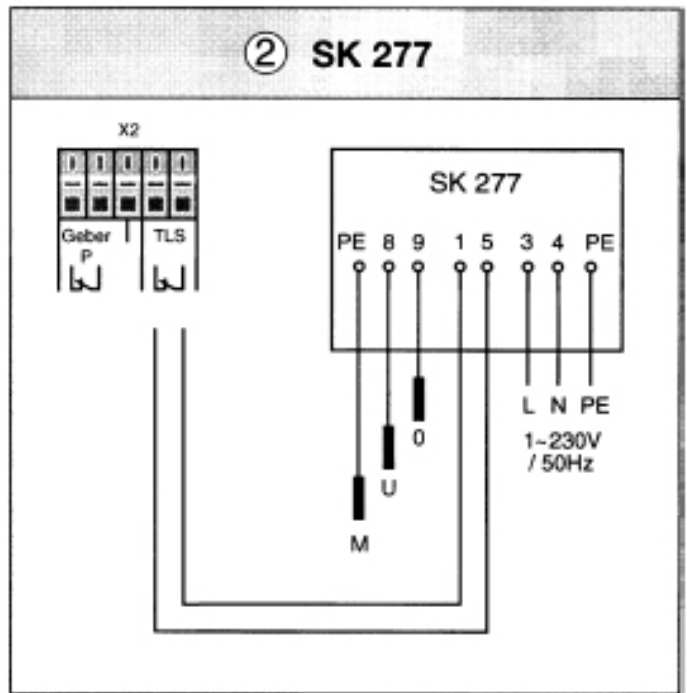 ② SK 277
X2
Geber TLS
P
SK 277
PE 8 9 1 5 3 4 PE
L N PE
0
1~230V
/ 50Hz
U
M